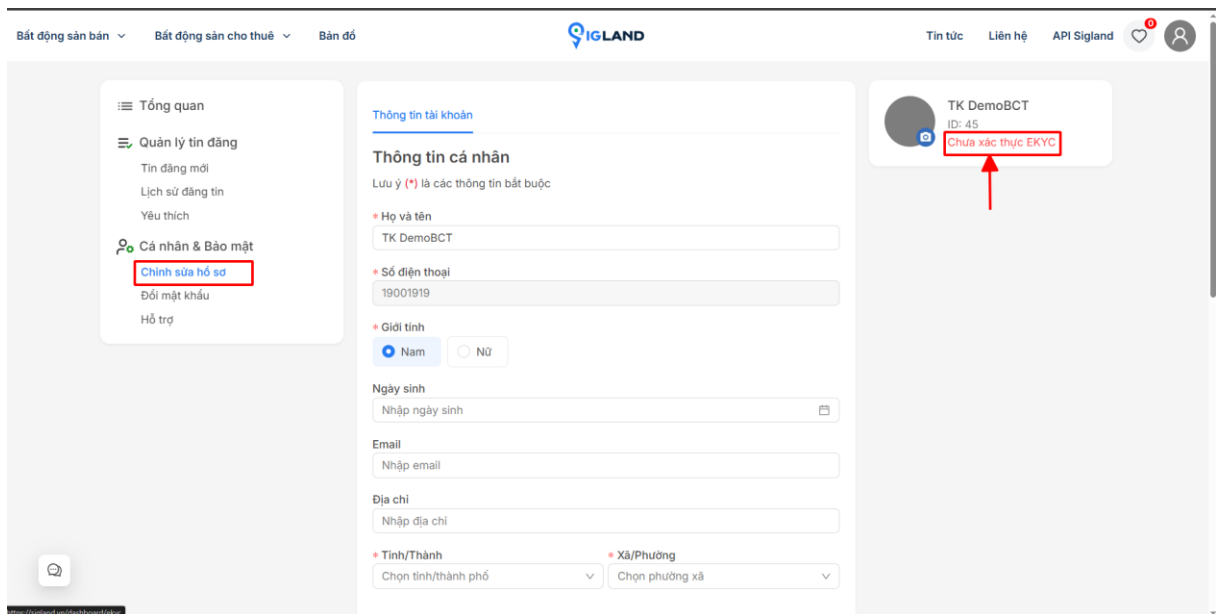 Bất động sản bán Bất động sản cho thuê Bản đồ IGLAND Tin tức Liên hệ API Sigland 0
Tổng quan
Quản lý tin đăng
Tin đăng mới
Lịch sử đăng tin
Yêu thích
Cá nhân & Bảo mật
Chỉnh sửa hồ sơ
Đổi mật khẩu
Hỗ trợ
Thông tin tài khoản
Thông tin cá nhân
Lưu ý (*) là các thông tin bắt buộc
* Họ và tên
TK DemoBCT
* Số điện thoại
19001919
* Giới tính
Nam Nữ
Ngày sinh
Nhập ngày sinh
Email
Nhập email
Địa chỉ
Nhập địa chỉ
* Tỉnh/Thành * Xã/Phường
Chọn tỉnh/thành phố Chọn phường xã
TK DemoBCT
ID: 45
Chưa xác thực EKYC
https://sigland.vn/dashboard/ekyc